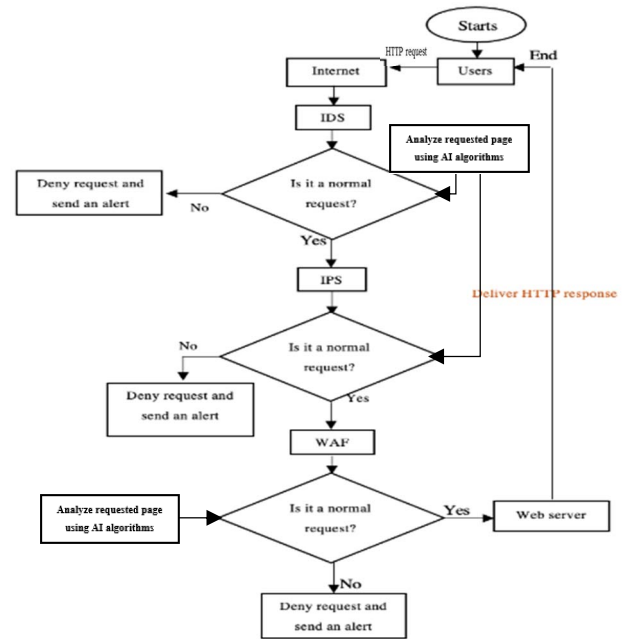 Starts
HTTP request
End
Internet
Users
IDS
Analyze requested page
using AI algorithms
Is it a normal
request?
Deny request and
send an alert
No
Yes
IPS
Deliver HTTP response
Is it a normal
request?
No
Deny request and
send an alert
Yes
WAF
Analyze requested page
using AI algorithms
Is it a normal
request?
Yes
Web server
No
Deny request and
send an alert